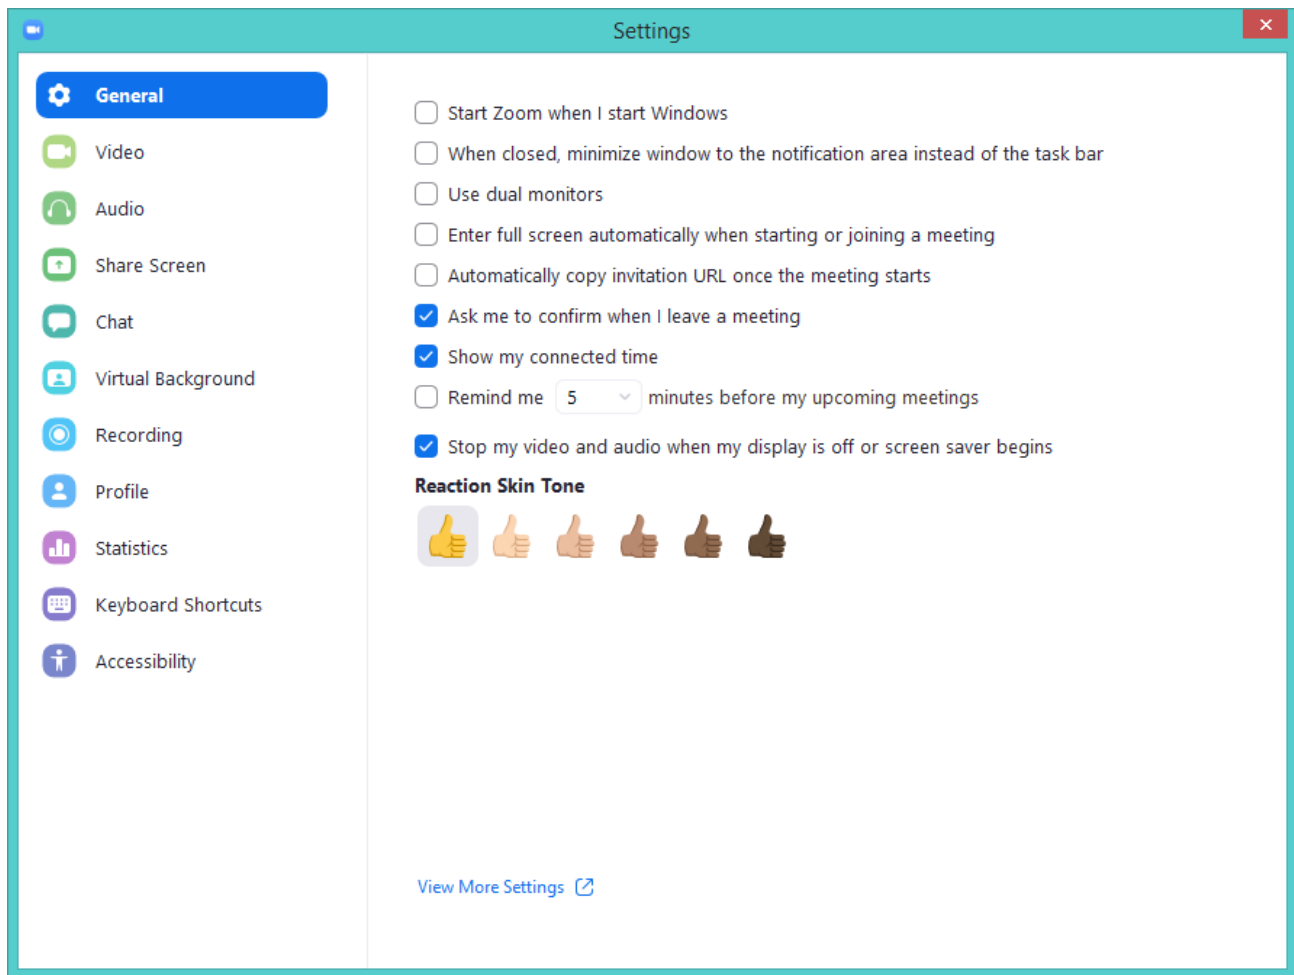 Settings
General
Video
Audio
Share Screen
Chat
Virtual Background
Recording
Profile
Statistics
Keyboard Shortcuts
Accessibility
Start Zoom when I start Windows
When closed, minimize window to the notification area instead of the task bar
Use dual monitors
Enter full screen automatically when starting or joining a meeting
Automatically copy invitation URL once the meeting starts
Ask me to confirm when I leave a meeting
Show my connected time
Remind me 5 minutes before my upcoming meetings
Stop my video and audio when my display is off or screen saver begins
Reaction Skin Tone
View More Settings